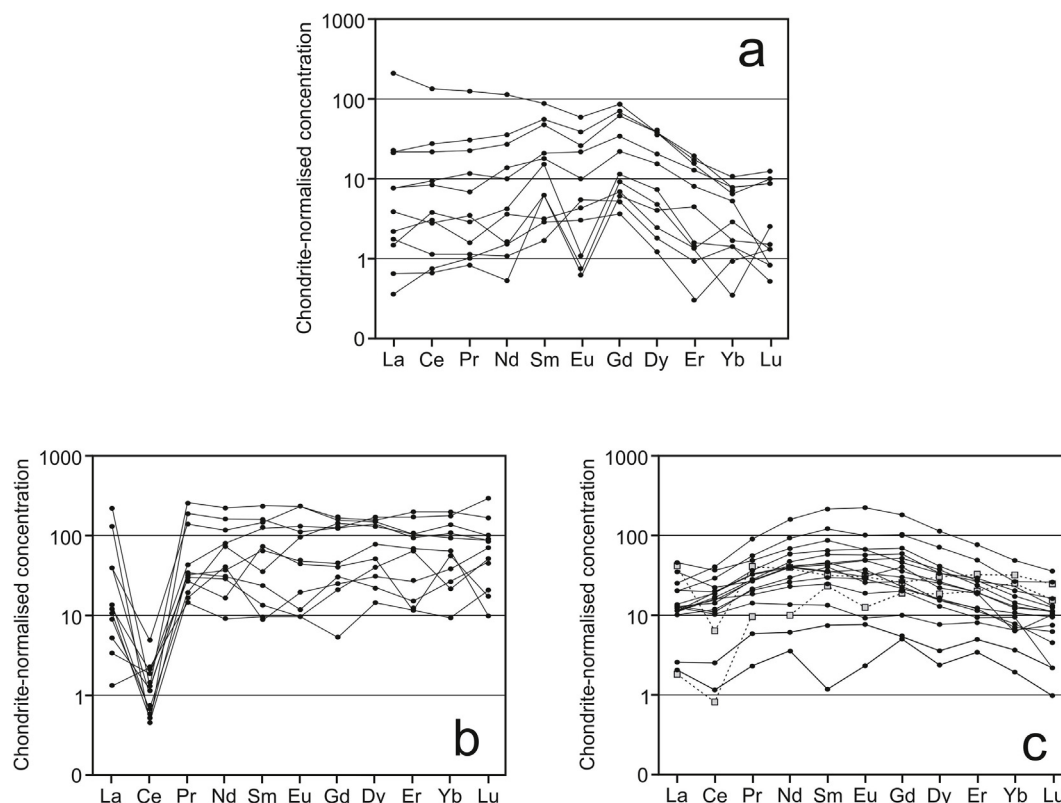 1000
a
100
10
1
0
Chondrite-normalised concentration
La Ce Pr Nd Sm Eu Gd Dy Er Yb Lu
1000
100
10
1
0
Chondrite-normalised concentration
b
La Ce Pr Nd Sm Eu Gd Dy Er Yb Lu
1000
100
10
1
0
Chondrite-normalised concentration
c
La Ce Pr Nd Sm Eu Gd Dy Er Yb Lu